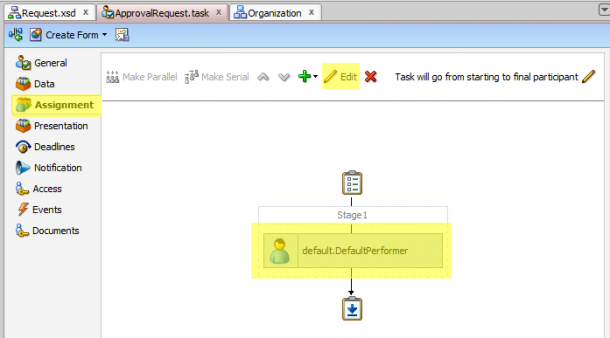 Request.xsd x ApprovalRequest.task x Organization x
Create Form
General
Make Parallel Make Serial Edit Task will go from starting to final participant
Data
Assignment
Presentation
Deadlines
Notification
Access
Events
Documents
Stage1
default.DefaultPerformer